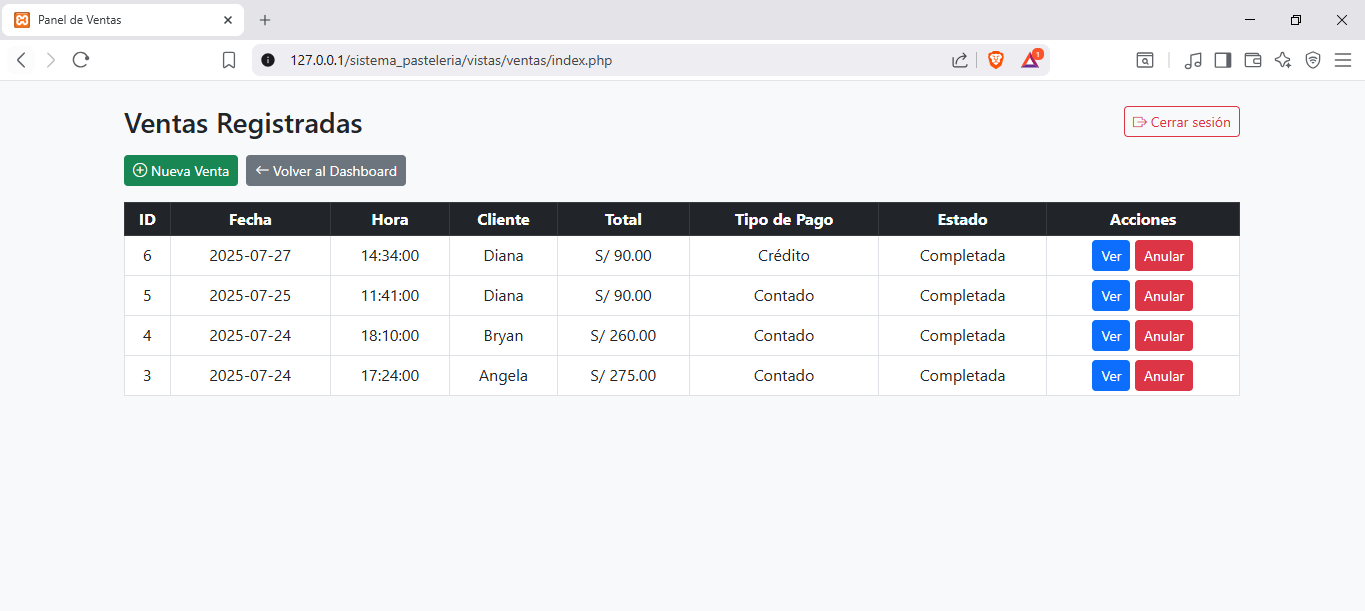 Panel de Ventas
127.0.0.1/sistema_pasteleria/vistas/ventas/index.php
1
Ventas Registradas
Cerrar sesión
Nueva Venta
Volver al Dashboard
ID Fecha Hora Cliente Total Tipo de Pago Estado Acciones
6 2025-07-27 14:34:00 Diana S/ 90.00 Crédito Completada Ver Anular
5 2025-07-25 11:41:00 Diana S/ 90.00 Contado Completada Ver Anular
4 2025-07-24 18:10:00 Bryan S/ 260.00 Contado Completada Ver Anular
3 2025-07-24 17:24:00 Angela S/ 275.00 Contado Completada Ver Anular